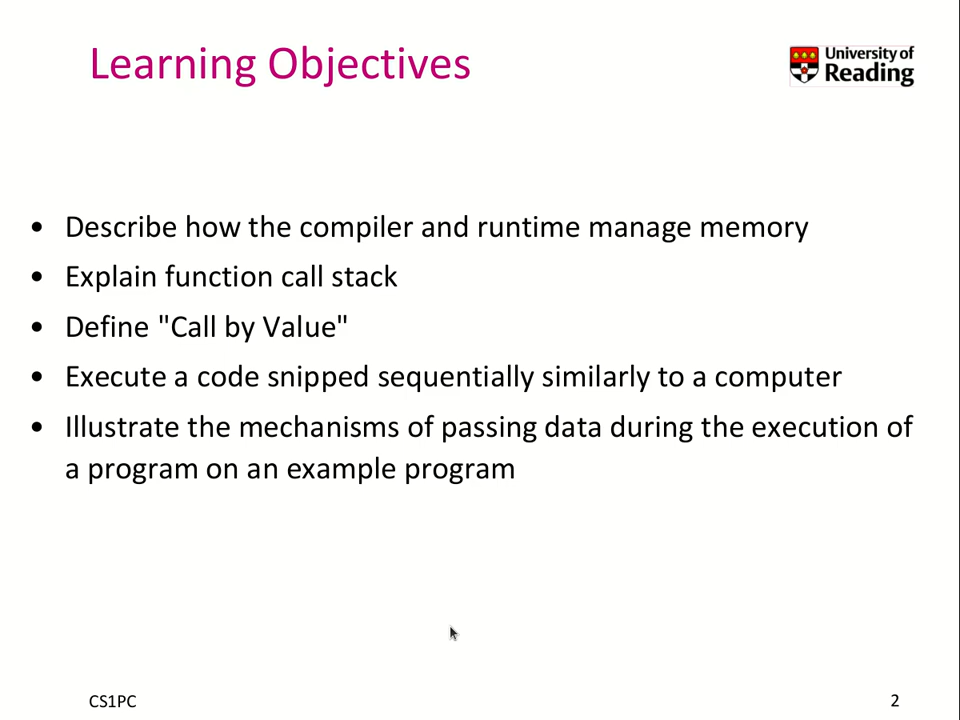 Learning Objectives
University of
Reading
• Describe how the compiler and runtime manage memory
• Explain function call stack
• Define "Call by Value"
• Execute a code snipped sequentially similarly to a computer
• Illustrate the mechanisms of passing data during the execution of
a program on an example program
CS1PC
2